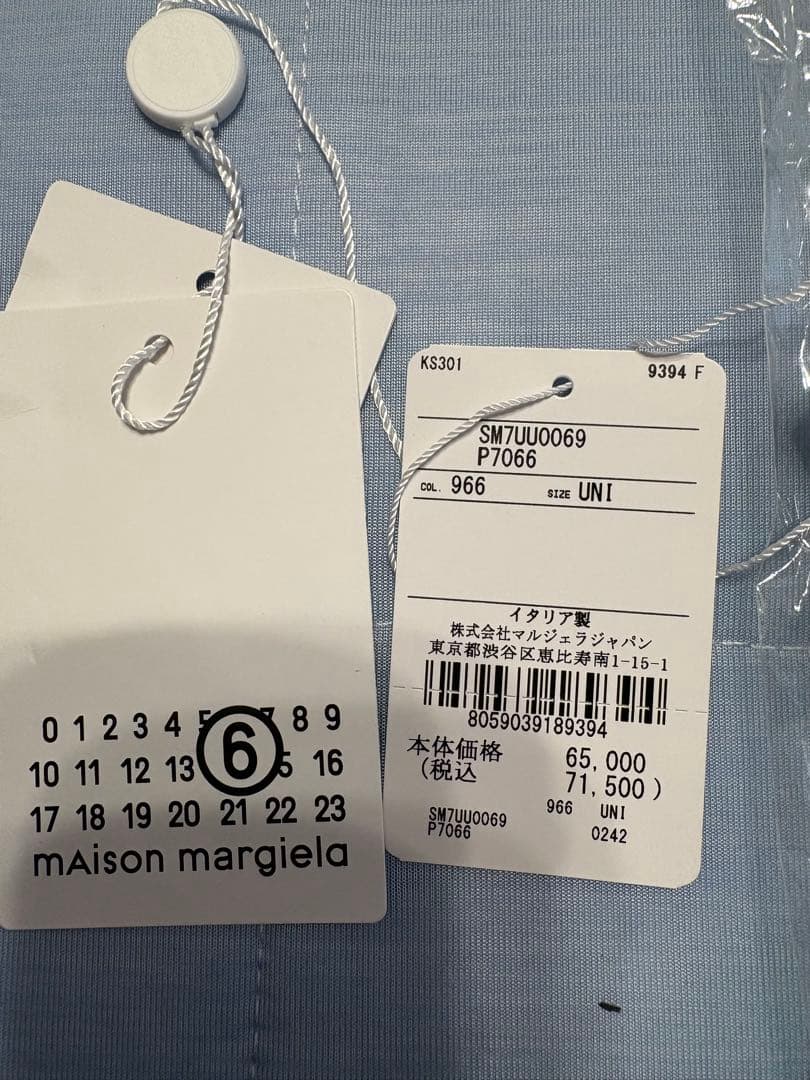 0 1 2 3 4 5 6 7 8 9
10 11 12 13 5 16
17 18 19 20 21 22 23
mAison margiela
KS301 9394 F
SM7UU0069
P7066
COL. 966 SIZE UNI
イタリア製
株式会社マルジェラジャパン
東京都渋谷区恵比寿南1-15-1
8059039189394
本体価格 65,000
(税込 71,500)
966 UNI
SM7UU0069
P7066 0242